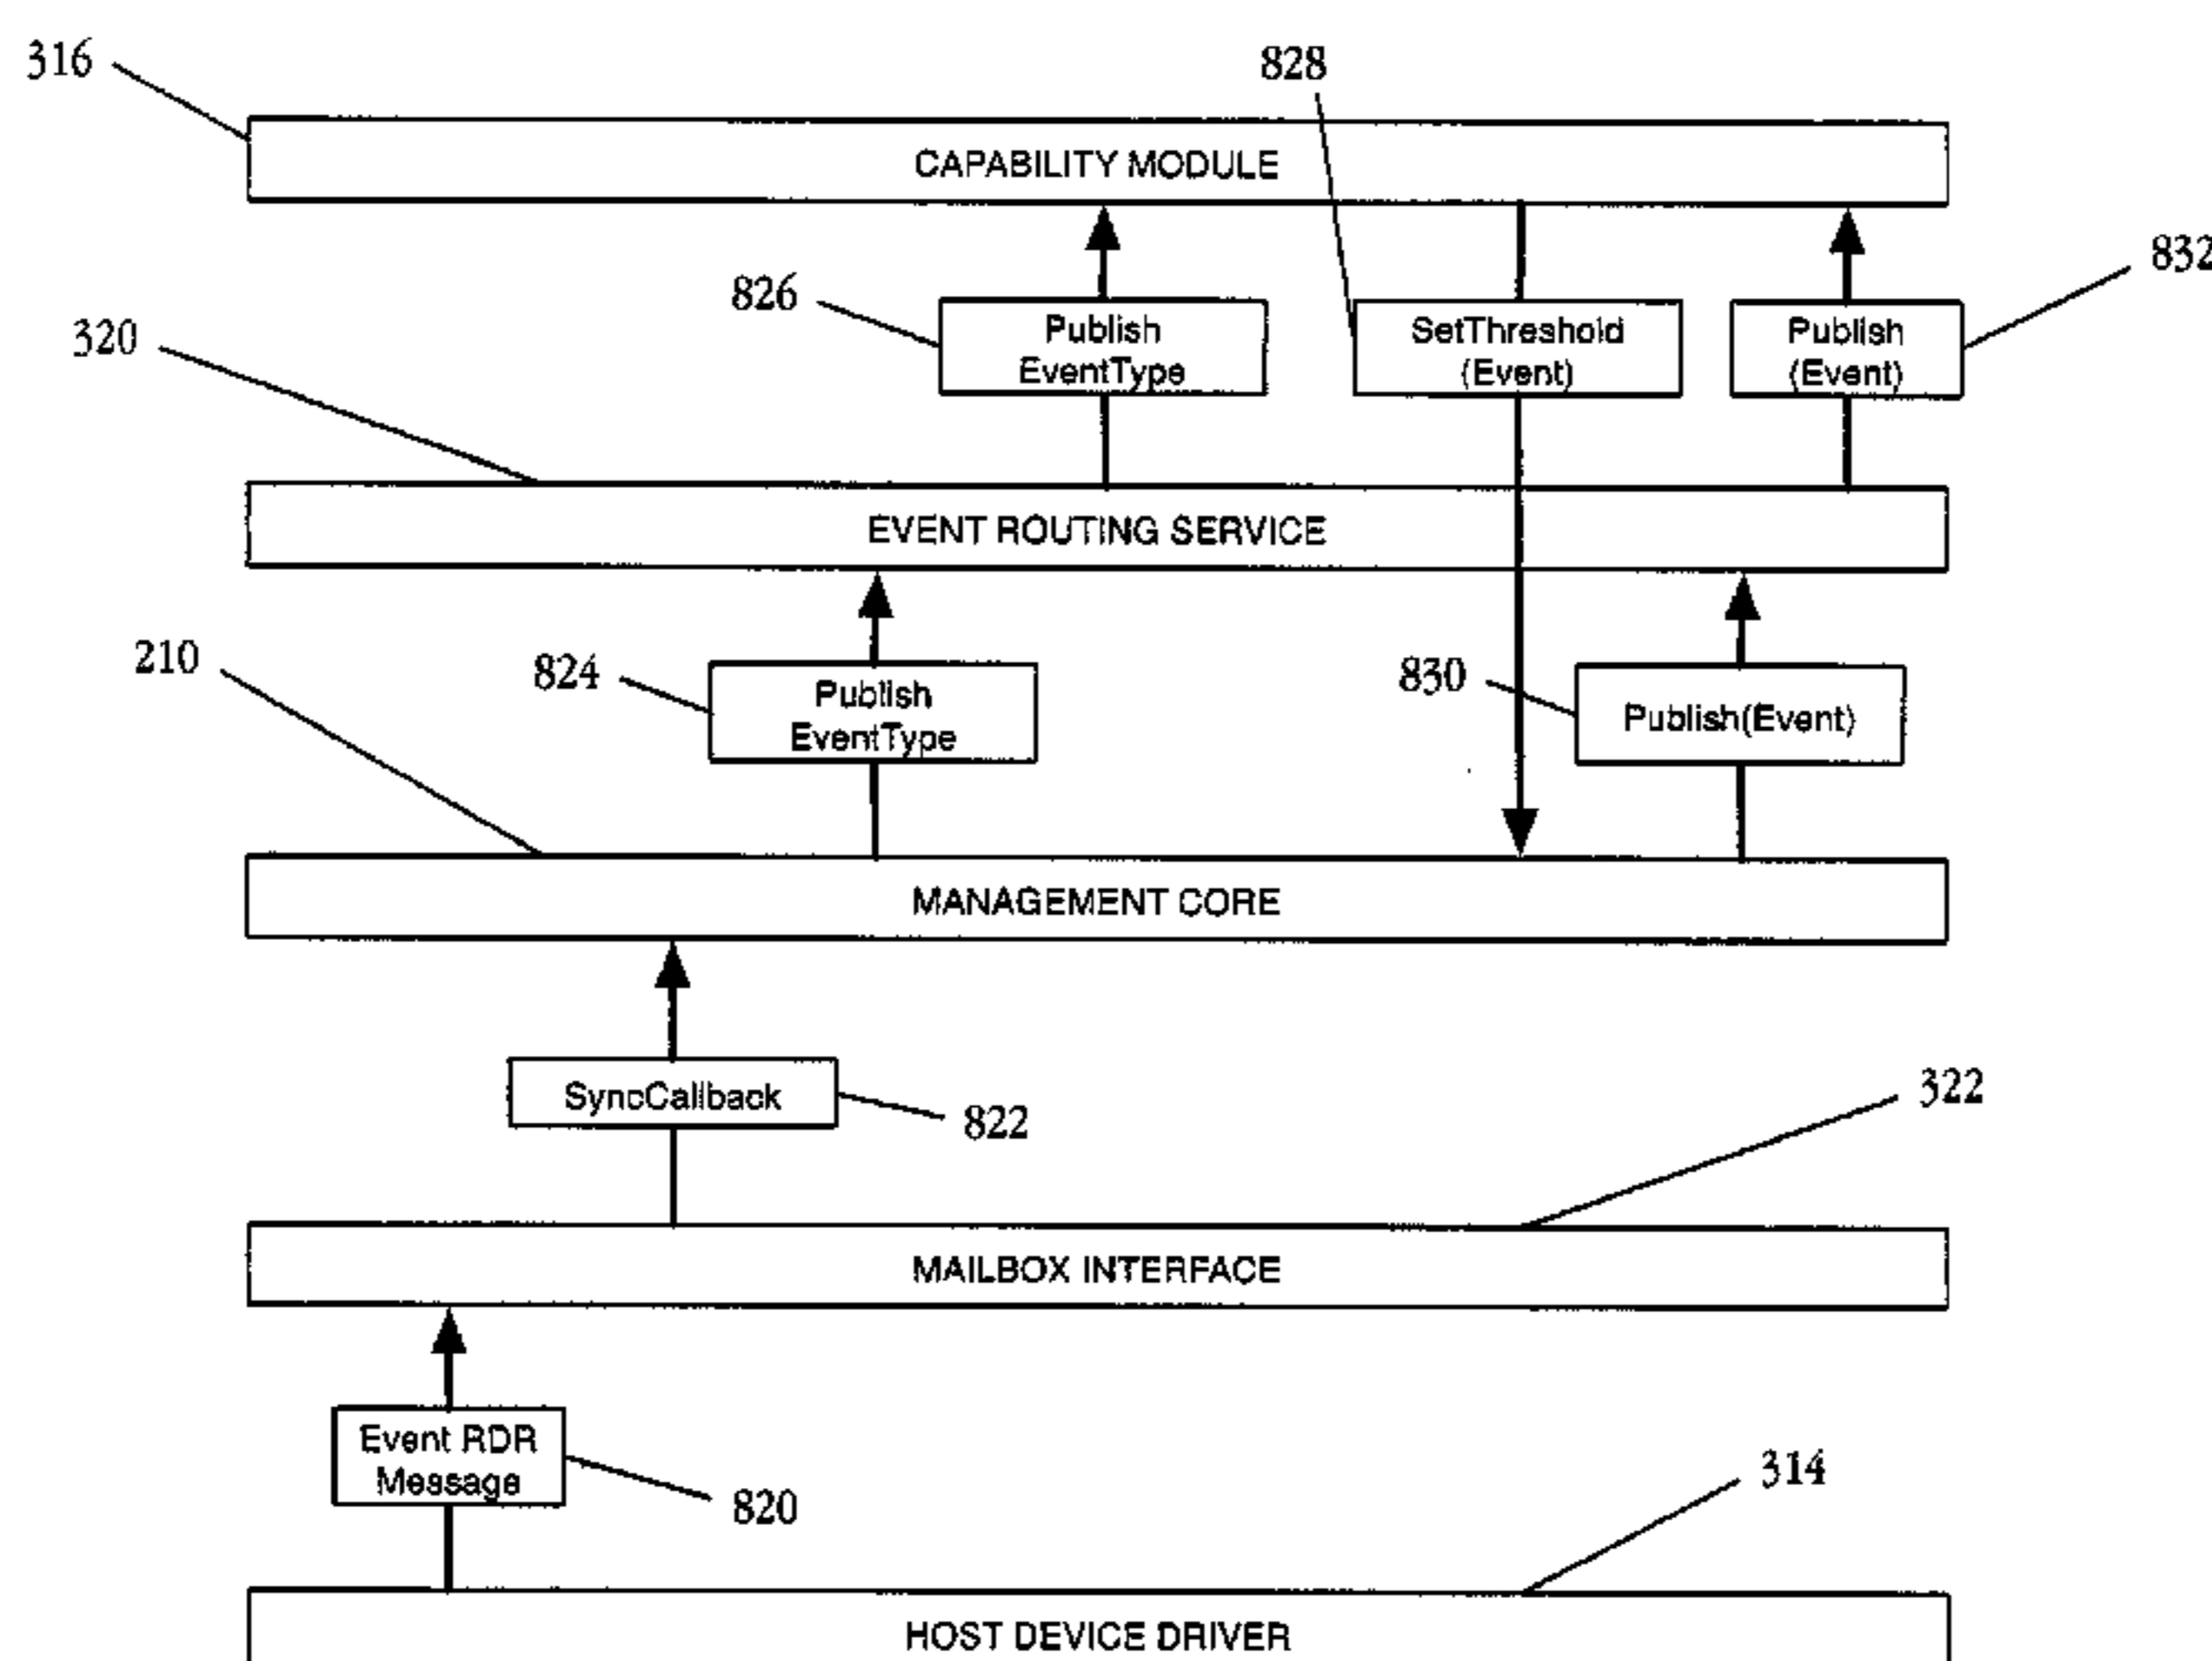 316
828
CAPABILITY MODULE
832
826
Publish
EventType
SetThreshold
(Event)
Publish
(Event)
320
EVENT ROUTING SERVICE
210
824
Publish
EventType
830
Publish(Event)
MANAGEMENT CORE
SyncCallback
822
322
MAILBOX INTERFACE
Event RDR
Message
820
314
HOST DEVICE DRIVER